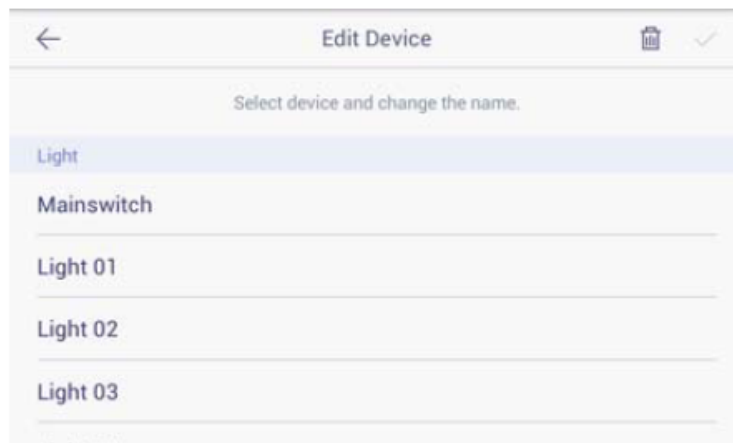 Edit Device
Select device and change the name.
Light
Mainswitch
Light 01
Light 02
Light 03